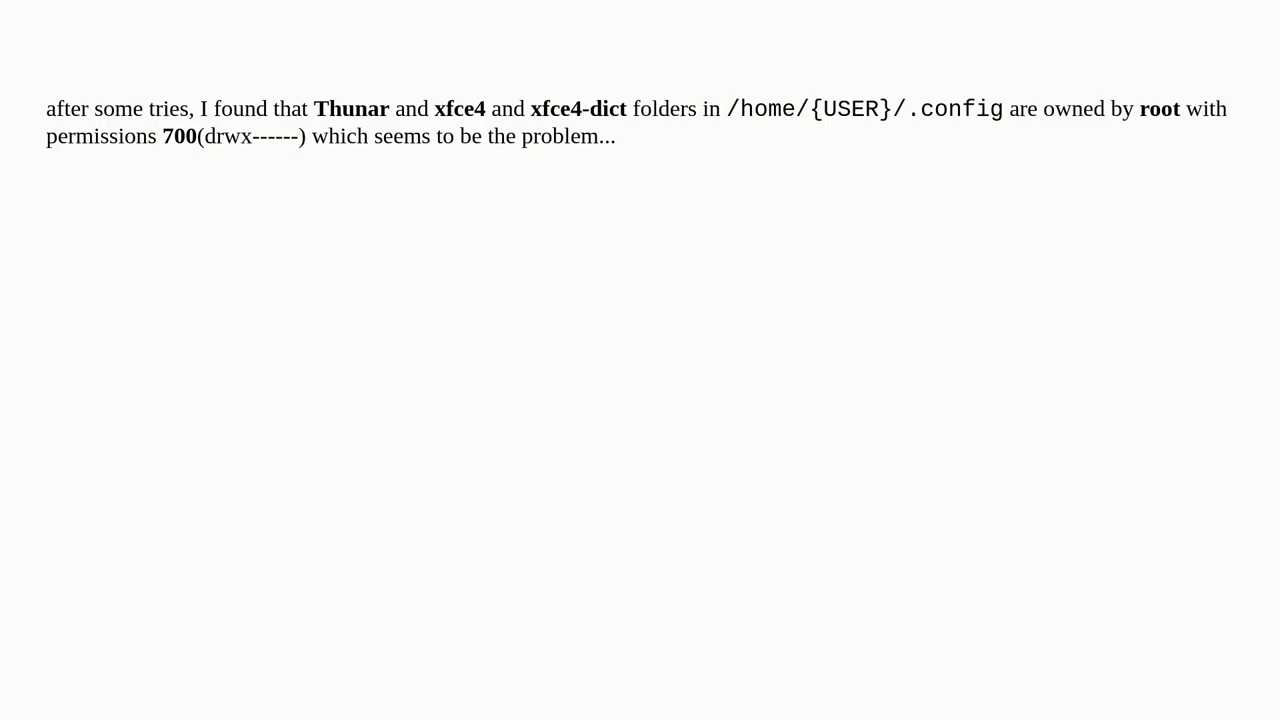 after some tries, I found that Thunar and xfce4 and xfce4-dict folders in /home/{USER}/.config are owned by root with
permissions 700(drwx------) which seems to be the problem...